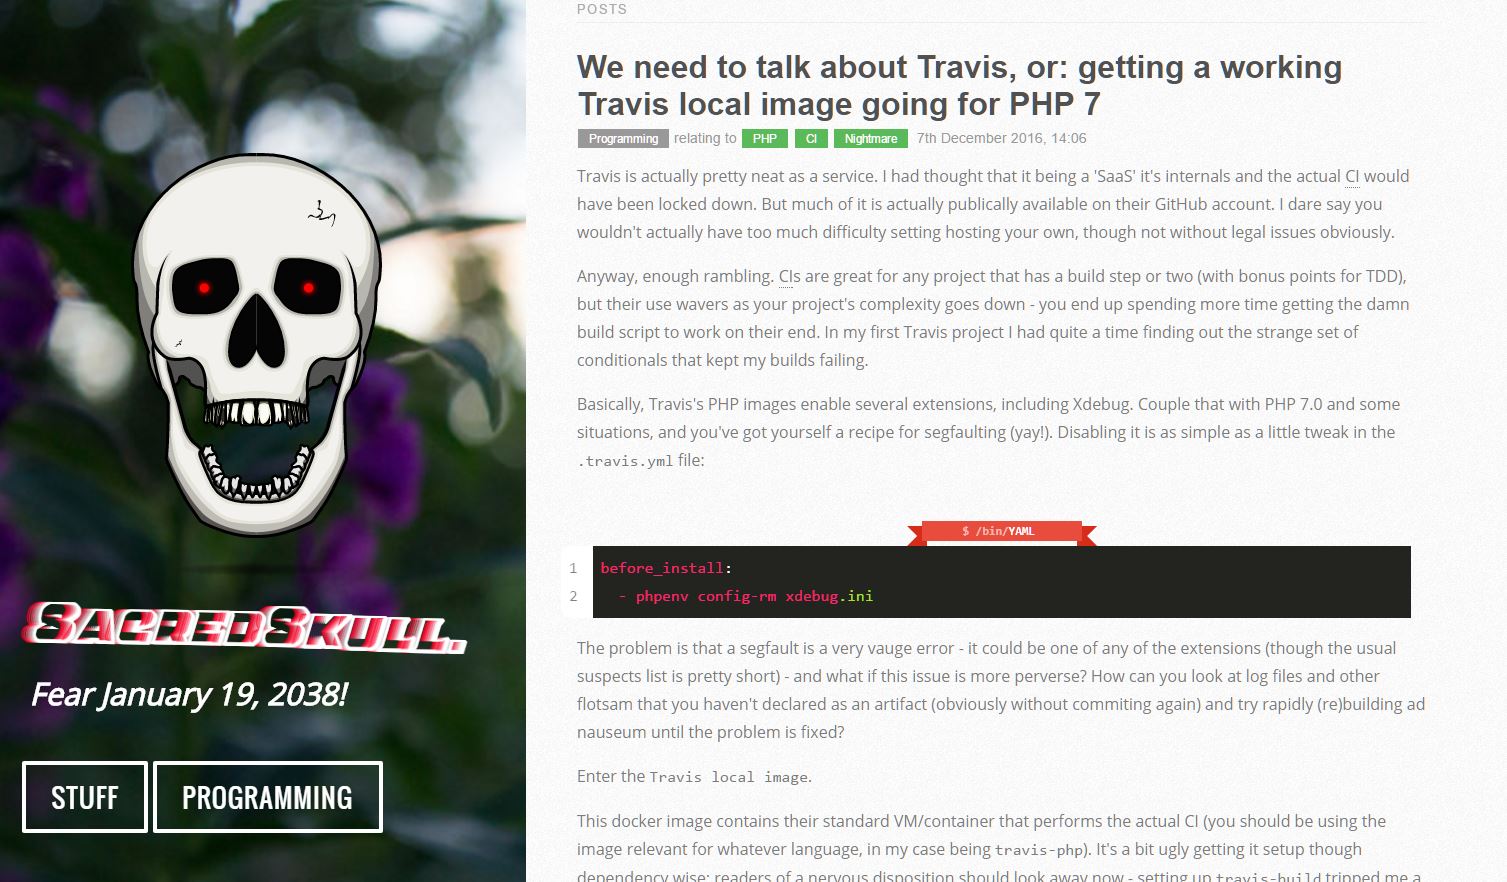 SACREDSKULL.
Fear January 19, 2038!
STUFF
PROGRAMMING
POSTS
We need to talk about Travis, or: getting a working
Travis local image going for PHP 7
Programming relating to PHP CI Nightmare 7th December 2016, 14:06
Travis is actually pretty neat as a service. I had thought that it being a 'SaaS' it's internals and the actual CI would
have been locked down. But much of it is actually publically available on their GitHub account. I dare say you
wouldn't actually have too much difficulty setting hosting your own, though not without legal issues obviously.
Anyway, enough rambling. CIs are great for any project that has a build step or two (with bonus points for TDD),
but their use wavers as your project's complexity goes down - you end up spending more time getting the damn
build script to work on their end. In my first Travis project I had quite a time finding out the strange set of
conditionals that kept my builds failing.
Basically, Travis's PHP images enable several extensions, including Xdebug. Couple that with PHP 7.0 and some
situations, and you've got yourself a recipe for segfaulting (yay!). Disabling it is as simple as a little tweak in the
.travis.yml file:
$ /bin/YAML
1 before_install:
2 - phpenv config-rm xdebug.ini
The problem is that a segfault is a very vauge error - it could be one of any of the extensions (though the usual
suspects list is pretty short) - and what if this issue is more perverse? How can you look at log files and other
flotsam that you haven't declared as an artifact (obviously without commiting again) and try rapidly (re)building ad
nauseum until the problem is fixed?
Enter the Travis local image.
This docker image contains their standard VM/container that performs the actual CI (you should be using the
image relevant for whatever language, in my case being travis-php). It's a bit ugly getting it setup though
dependency wise; readers of a nervous disposition should look away now - setting up travis-build tripped me a